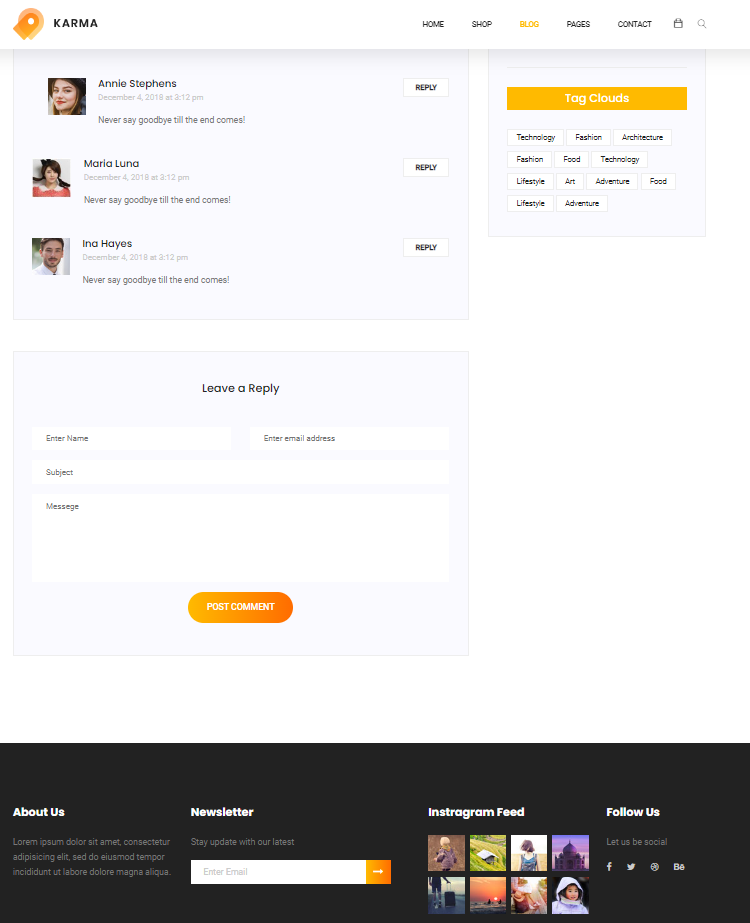 KARMA
HOME SHOP BLOG PAGES CONTACT
Annie Stephens
December 4, 2018 at 3:12 pm
REPLY
Never say goodbye till the end comes!
Maria Luna
December 4, 2018 at 3:12 pm
REPLY
Never say goodbye till the end comes!
Ina Hayes
December 4, 2018 at 3:12 pm
REPLY
Never say goodbye till the end comes!
Tag Clouds
Technology Fashion Architecture
Fashion Food Technology
Lifestyle Art Adventure Food
Lifestyle Adventure
Leave a Reply
Enter Name Enter email address
Subject
Messege
POST COMMENT
About Us
Lorem ipsum dolor sit amet, consectetur
adipisicing elit, sed do eiusmod tempor
incididunt ut labore dolore magna aliqua.
Newsletter
Stay update with our latest
Enter Email
Instragram Feed
Follow Us
Let us be social